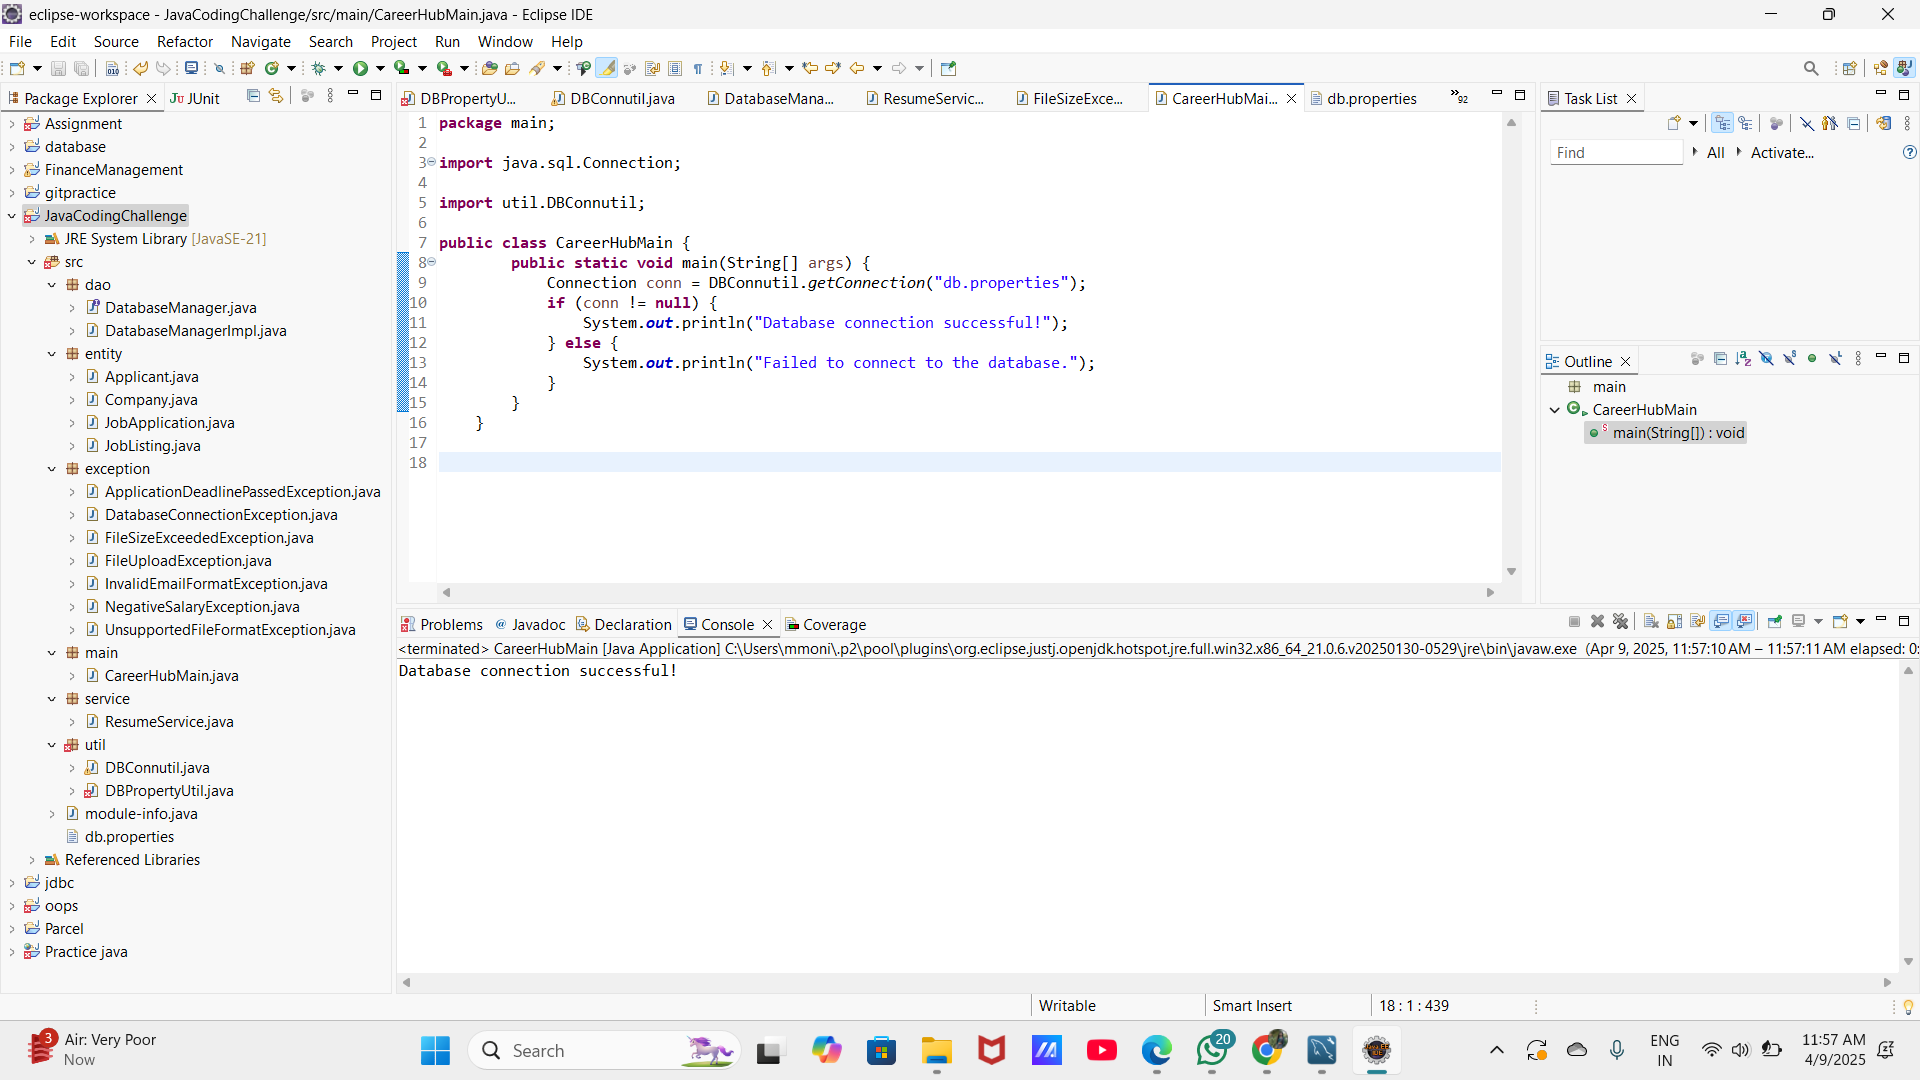 eclipse-workspace - JavaCodingChallenge/src/main/CareerHubMain.java - Eclipse IDE
File Edit Source Refactor Navigate Search Project Run Window Help
Package Explorer JUnit
Assignment
database
FinanceManagement
gitpractice
JavaCodingChallenge
JRE System Library [JavaSE-21]
src
dao
DatabaseManager.java
DatabaseManagerImpl.java
entity
Applicant.java
Company.java
JobApplication.java
JobListing.java
exception
ApplicationDeadlinePassedException.java
DatabaseConnectionException.java
FileSizeExceededException.java
FileUploadException.java
InvalidEmailFormatException.java
NegativeSalaryException.java
UnsupportedFileFormatException.java
main
CareerHubMain.java
service
ResumeService.java
util
DBConnutil.java
DBPropertyUtil.java
module-info.java
db.properties
Referenced Libraries
jdbc
oops
Parcel
Practice java
DBPropertyU... DBConnutil.java DatabaseMana... ResumeServic... FileSizeExce... CareerHubMai... db.properties »92
1 package main;
2
3 import java.sql.Connection;
4
5 import util.DBConnutil;
6
7 public class CareerHubMain {
8 public static void main(String[] args) {
9 Connection conn = DBConnutil.getConnection("db.properties");
10 if (conn != null) {
11 System.out.println("Database connection successful!");
12 } else {
13 System.out.println("Failed to connect to the database.");
14 }
15 }
16 }
17
18
Task List
Find All Activate...
Outline
main
CareerHubMain
main(String[]) : void
Problems Javadoc Declaration Console Coverage
<terminated> CareerHubMain [Java Application] C:\Users\mmoni\.p2\pool\plugins\org.eclipse.justj.openjdk.hotspot.jre.full.win32.x86_64_21.0.6.v20250130-0529\jre\bin\javaw.exe (Apr 9, 2025, 11:57:10 AM – 11:57:11 AM elapsed: 0:
Database connection successful!
Writable Smart Insert 18 : 1 : 439
3 Air: Very Poor
Now
Search
20
ENG
IN
11:57 AM
4/9/2025